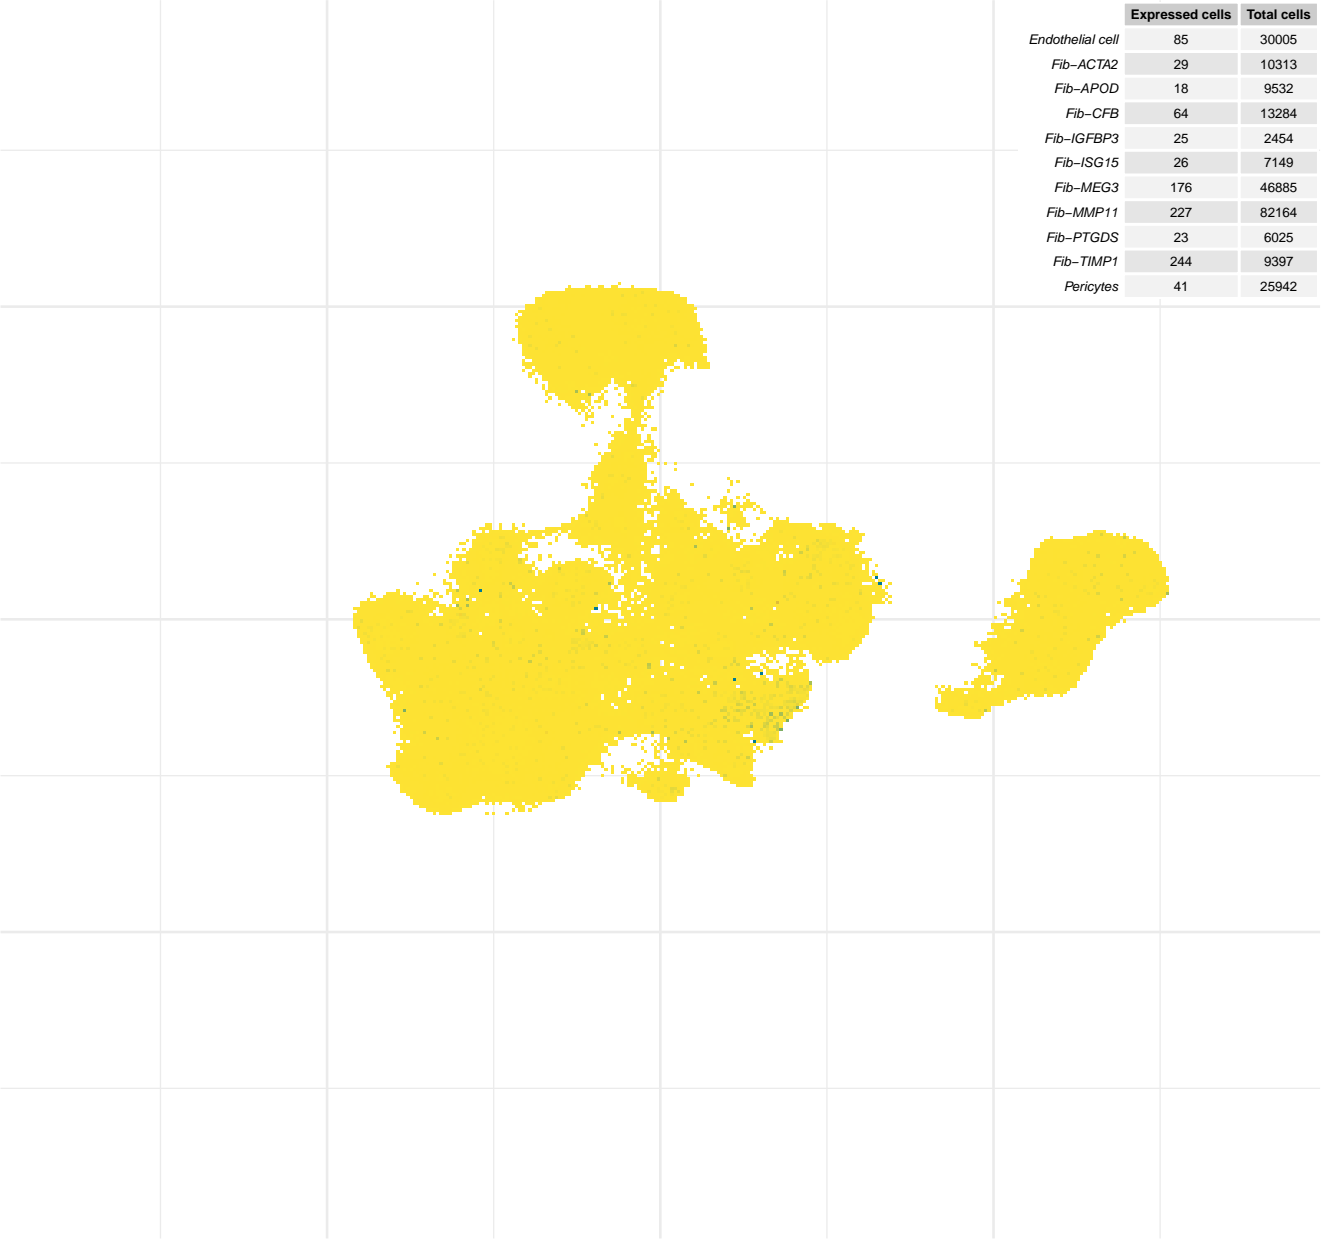 Expressed cells Total cells
Endothelial cell 85 30005
Fib−ACTA2 29 10313
Fib−APOD 18 9532
Fib−CFB 64 13284
Fib−IGFBP3 25 2454
Fib−ISG15 26 7149
Fib−MEG3 176 46885
Fib−MMP11 227 82164
Fib−PTGDS 23 6025
Fib−TIMP1 244 9397
Pericytes 41 25942